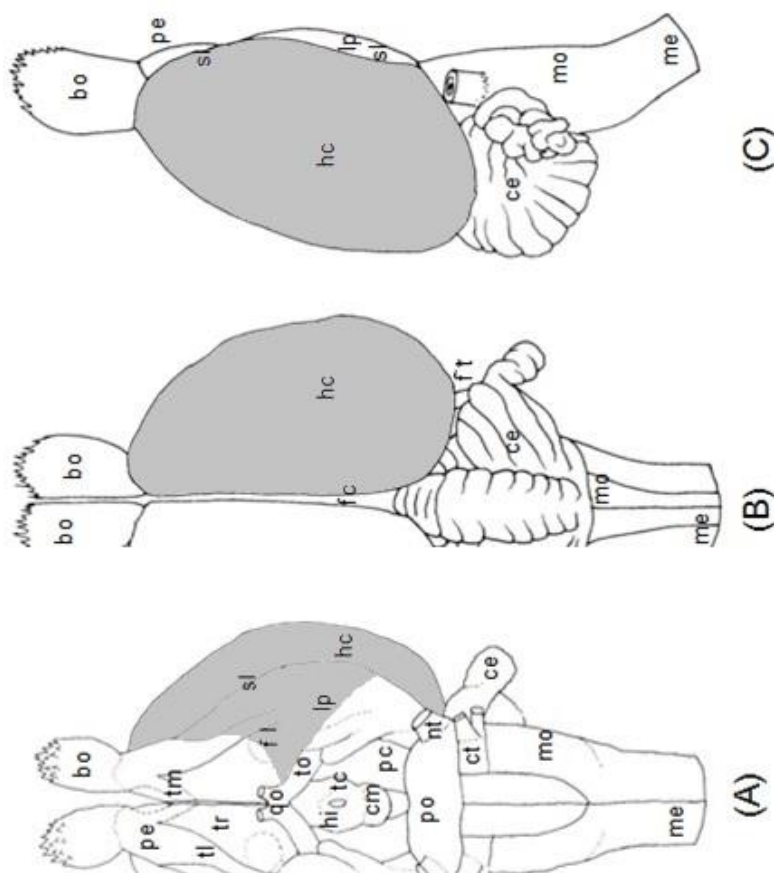 bo
pe
tm
tl
tr
sl
fl
hc
lp
qo
to
hi
tc
cm
pc
po
nt
ct
ce
mo
me
(A)
bo
bo
hc
fc
ft
ce
mo
me
(B)
bo
pe
sl
hc
lp
sl
ce
mo
me
(C)